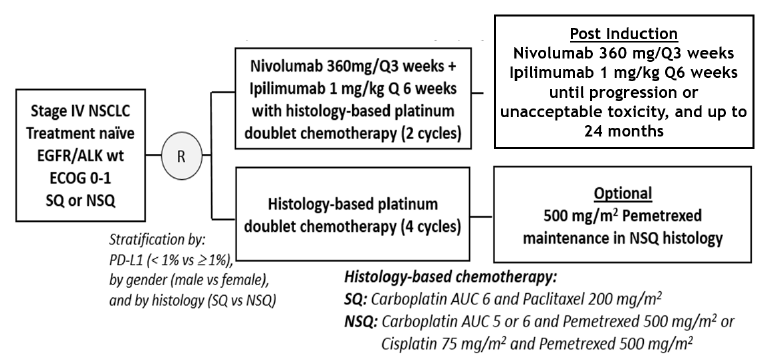 Stage IV NSCLC
Treatment naïve
EGFR/ALK wt
ECOG 0-1
SQ or NSQ
R
Stratification by:
PD-L1 (< 1% vs ≥ 1%),
by gender (male vs female),
and by histology (SQ vs NSQ)
Nivolumab 360mg/Q3 weeks +
Ipilimumab 1 mg/kg Q 6 weeks
with histology-based platinum
doublet chemotherapy (2 cycles)
Post Induction
Nivolumab 360 mg/Q3 weeks
Ipilimumab 1 mg/kg Q6 weeks
until progression or
unacceptable toxicity, and up to
24 months
Histology-based platinum
doublet chemotherapy (4 cycles)
Optional
500 mg/m² Pemetrexed
maintenance in NSQ histology
Histology-based chemotherapy:
SQ: Carboplatin AUC 6 and Paclitaxel 200 mg/m²
NSQ: Carboplatin AUC 5 or 6 and Pemetrexed 500 mg/m² or
Cisplatin 75 mg/m² and Pemetrexed 500 mg/m²